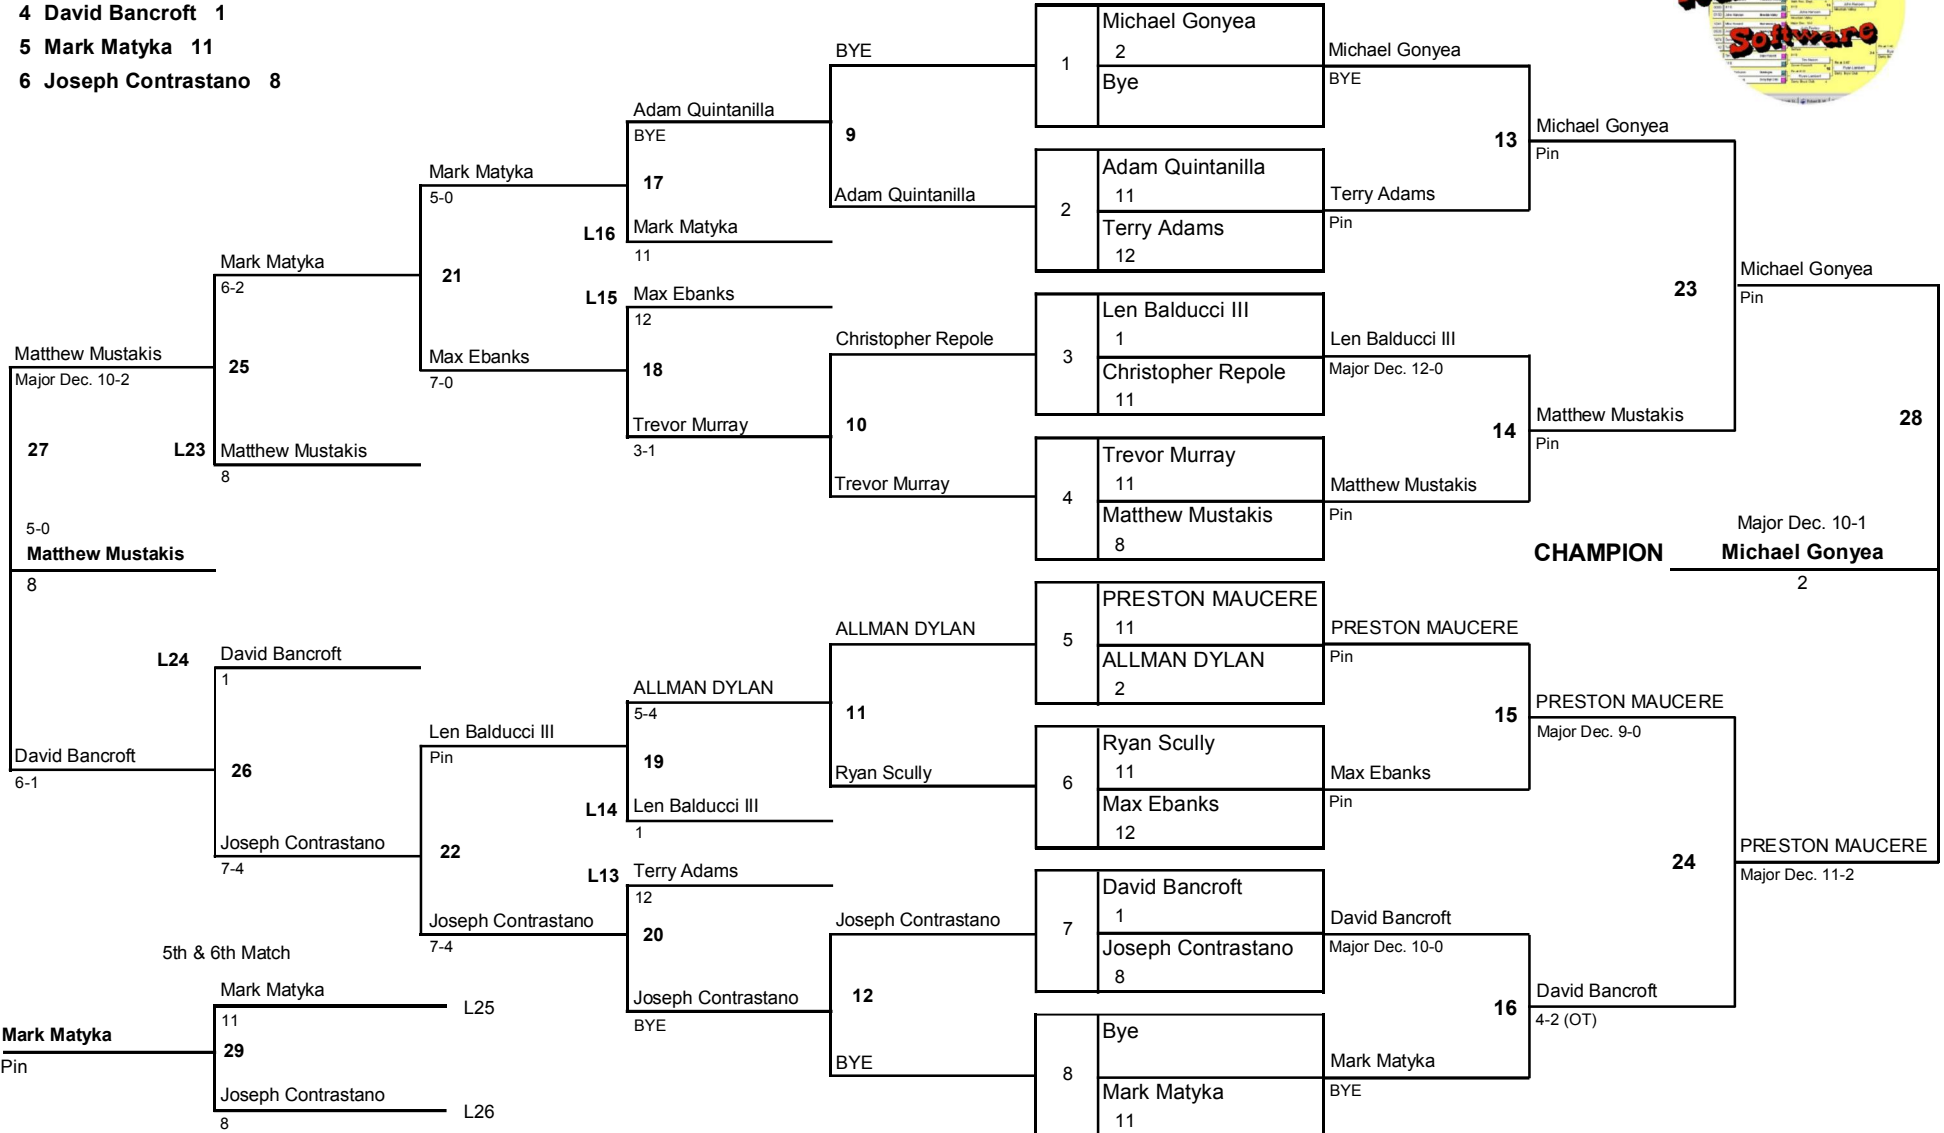 4 David Bancroft 1
5 Mark Matyka 11
6 Joseph Contrastano 8
Software
Michael Gonyea
2
1
Bye
BYE
Michael Gonyea
BYE
Adam Quintanilla
BYE
9
13
Michael Gonyea
Pin
Adam Quintanilla
11
2
Terry Adams
12
Mark Matyka
5-0
17
Adam Quintanilla
Terry Adams
Pin
L16
Mark Matyka
11
Mark Matyka
6-2
21
Michael Gonyea
Pin
23
L15
Max Ebanks
12
Len Balducci III
1
3
Christopher Repole
11
Christopher Repole
Len Balducci III
Major Dec. 12-0
Matthew Mustakis
Major Dec. 10-2
25
Max Ebanks
7-0
18
Trevor Murray
3-1
10
14
Matthew Mustakis
Pin
28
27
L23
Matthew Mustakis
8
Trevor Murray
11
4
Matthew Mustakis
8
Trevor Murray
Matthew Mustakis
Pin
5-0
Matthew Mustakis
8
Major Dec. 10-1
CHAMPION
Michael Gonyea
2
PRESTON MAUCERE
11
5
ALLMAN DYLAN
2
ALLMAN DYLAN
PRESTON MAUCERE
Pin
L24
David Bancroft
1
ALLMAN DYLAN
5-4
11
15
PRESTON MAUCERE
Major Dec. 9-0
Len Balducci III
Pin
19
Ryan Scully
11
6
Max Ebanks
12
Ryan Scully
Max Ebanks
Pin
David Bancroft
6-1
26
L14
Len Balducci III
1
Joseph Contrastano
7-4
22
24
PRESTON MAUCERE
Major Dec. 11-2
L13
Terry Adams
12
David Bancroft
1
7
Joseph Contrastano
8
Joseph Contrastano
7-4
20
Joseph Contrastano
David Bancroft
Major Dec. 10-0
5th & 6th Match
Mark Matyka
11
L25
Joseph Contrastano
BYE
12
16
David Bancroft
4-2 (OT)
Mark Matyka
Pin
29
BYE
Bye
8
Mark Matyka
11
Mark Matyka
BYE
Joseph Contrastano
8
L26